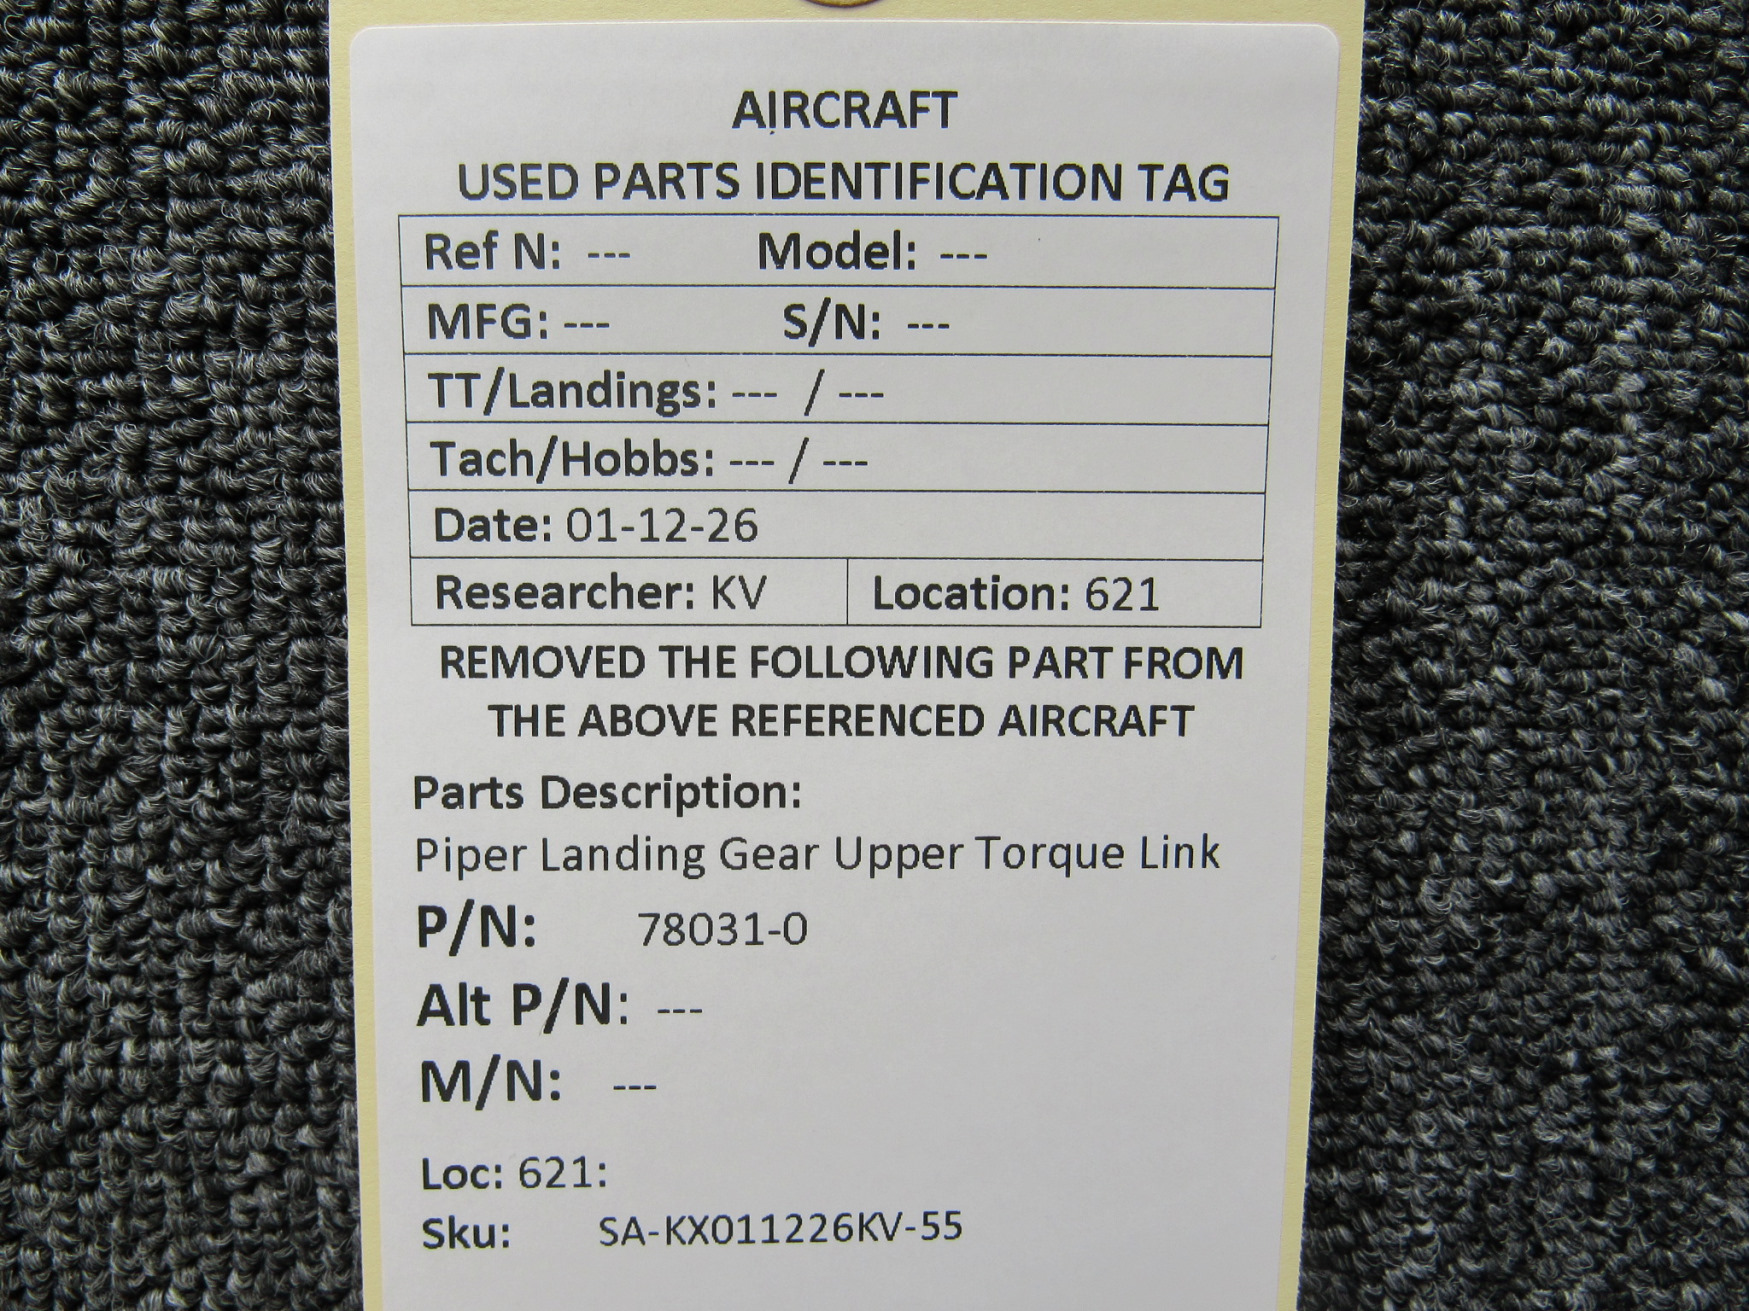 AIRCRAFT
USED PARTS IDENTIFICATION TAG
Ref N: --- Model: ---
MFG: --- S/N: ---
TT/Landings: --- / ---
Tach/Hobbs: --- / ---
Date: 01-12-26
Researcher: KV Location: 621
REMOVED THE FOLLOWING PART FROM
THE ABOVE REFERENCED AIRCRAFT
Parts Description:
Piper Landing Gear Upper Torque Link
P/N: 78031-0
Alt P/N: ---
M/N: ---
Loc: 621:
Sku: SA-KX011226KV-55